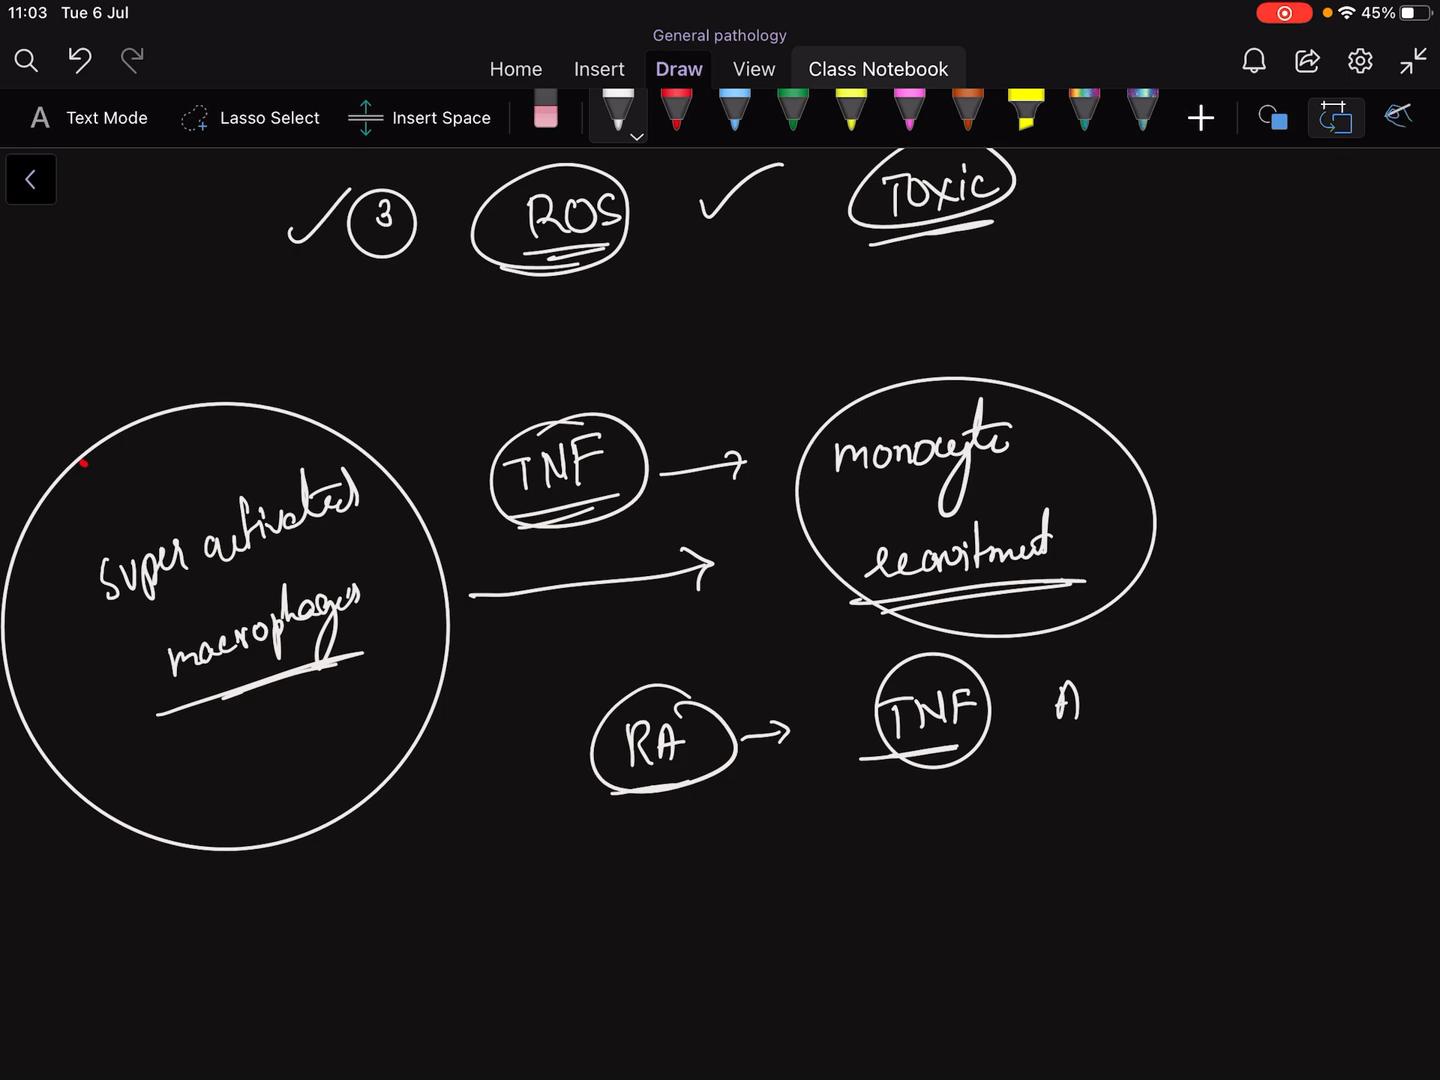 11:03 Tue 6 Jul
45%
General pathology
Home Insert Draw View Class Notebook
A Text Mode Lasso Select Insert Space
3 ROS Toxic
TNF → monocyte
recruitment
super activated
macrophages
RA → TNF A